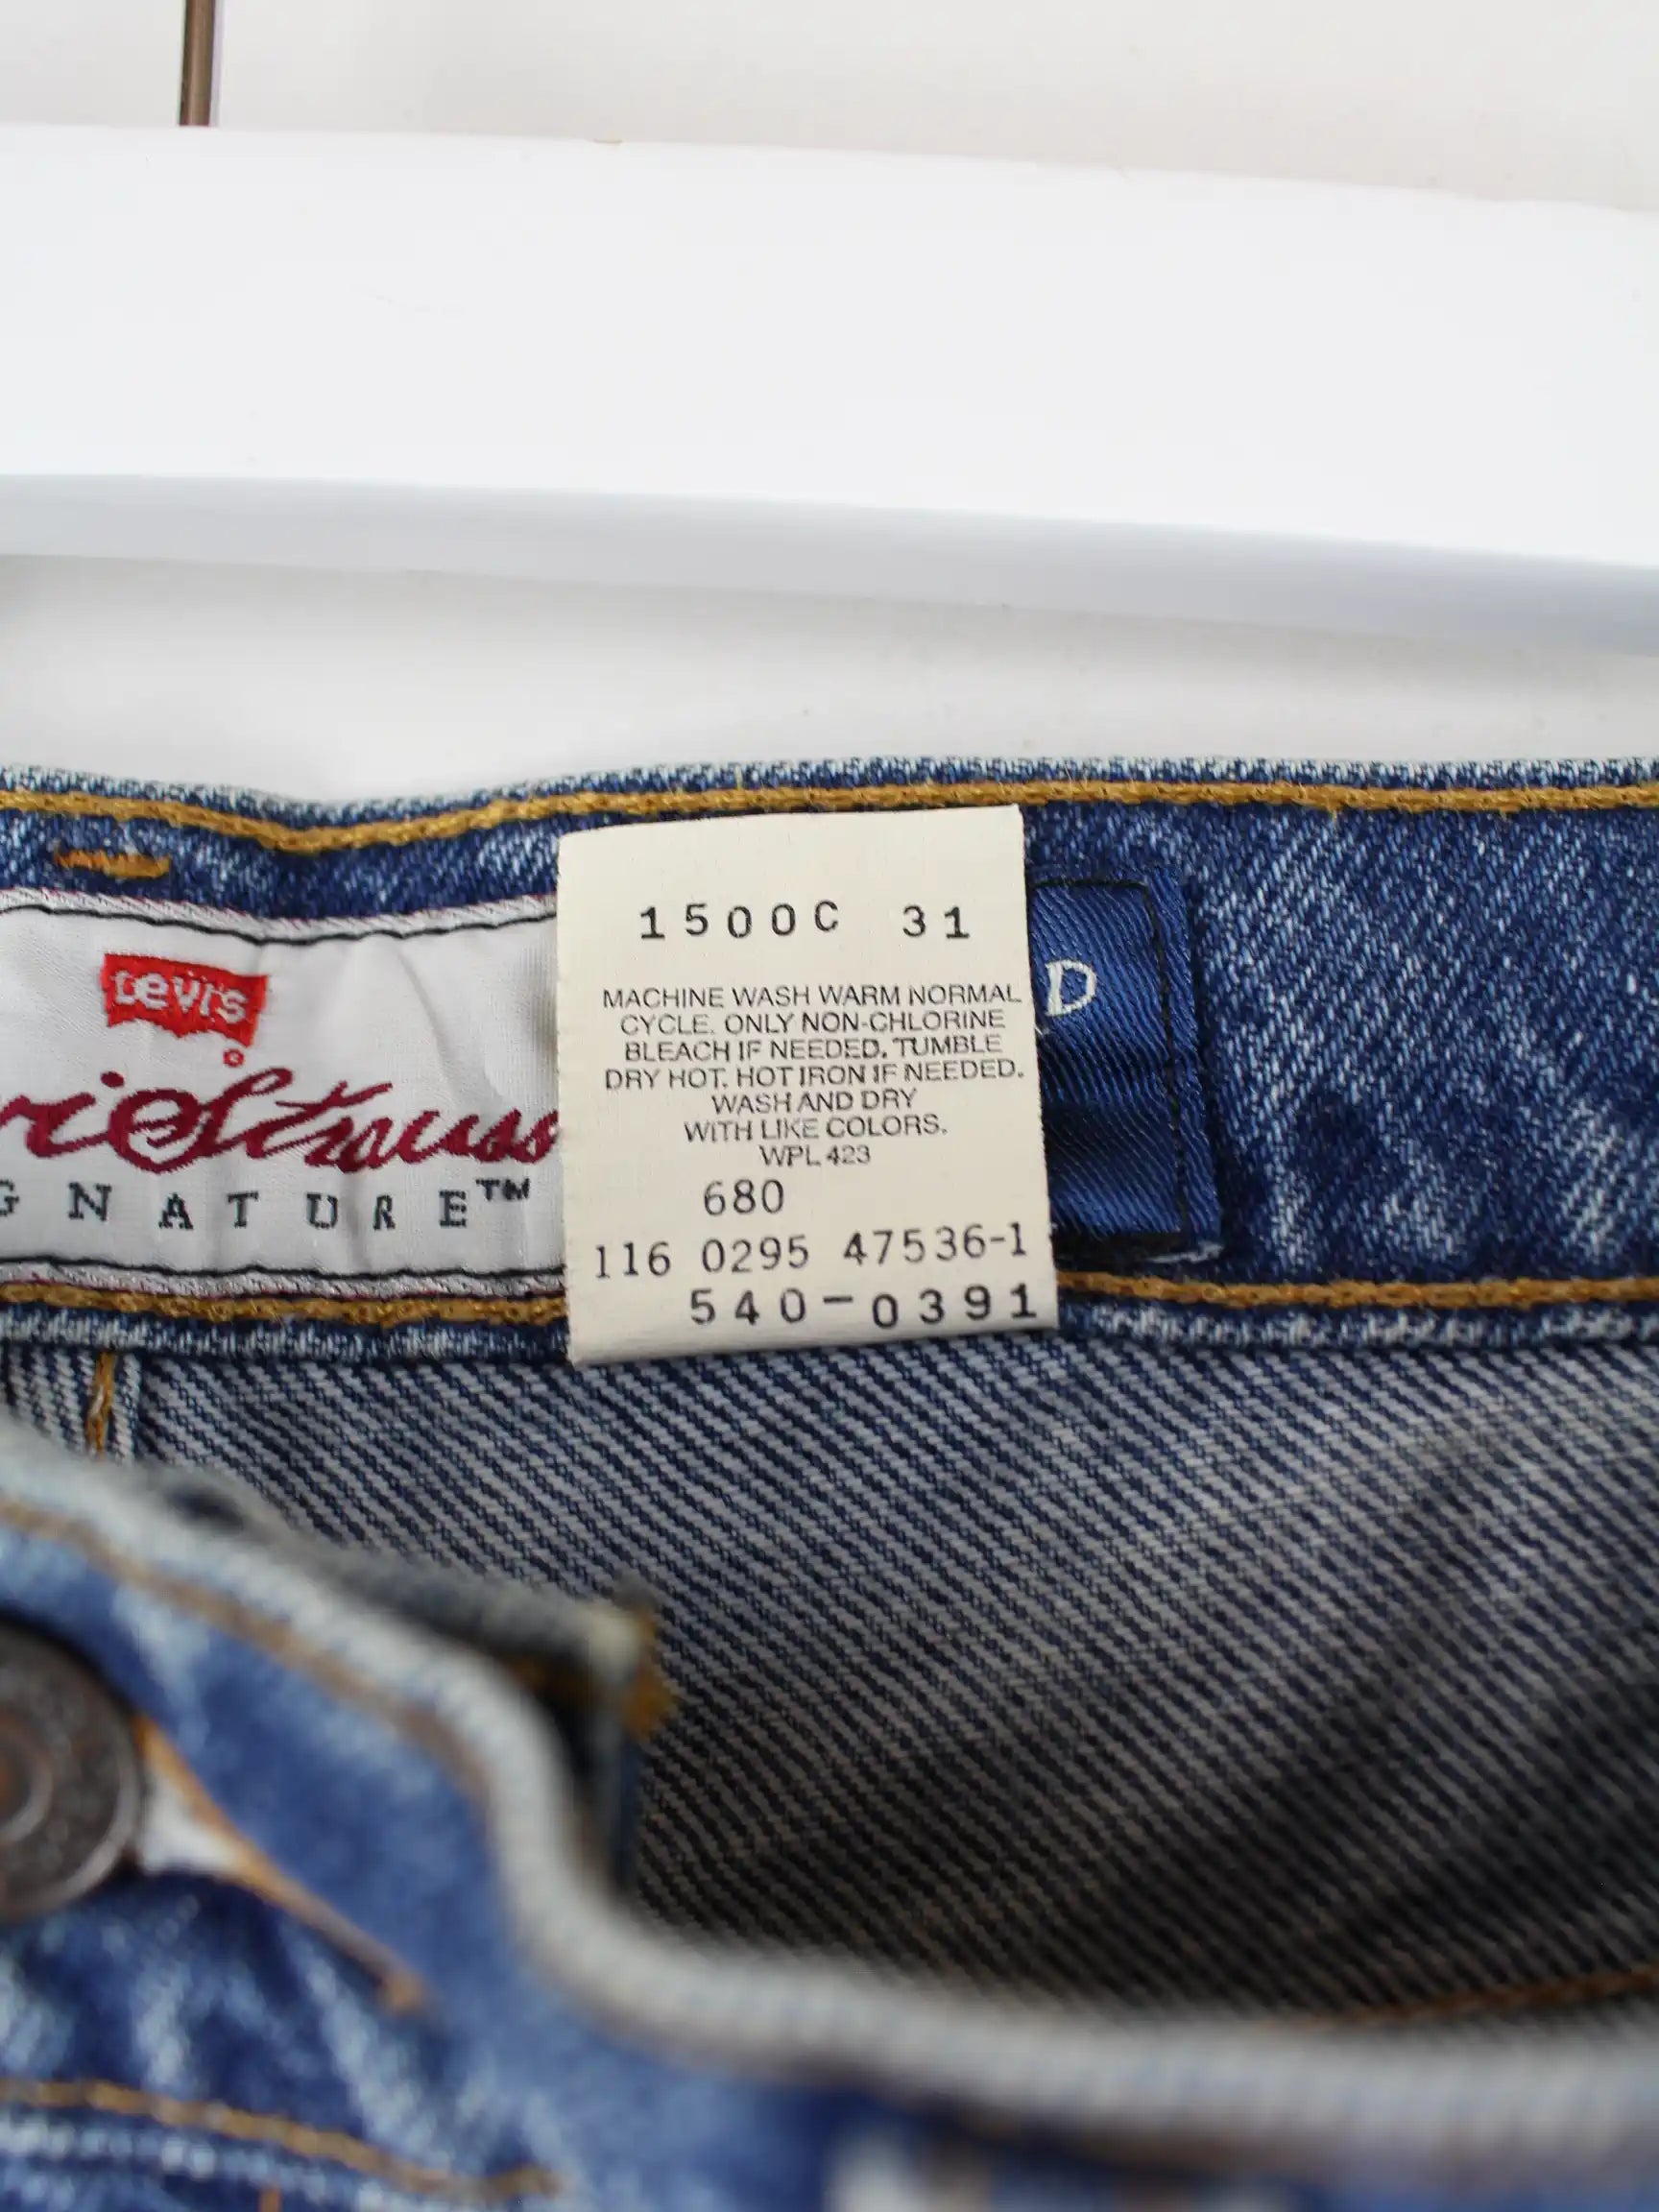 Levi's
®
viStrauss
GNATURE™
1500C 31
MACHINE WASH WARM NORMAL
CYCLE. ONLY NON-CHLORINE
BLEACH IF NEEDED. TUMBLE
DRY HOT. HOT IRON IF NEEDED.
WASH AND DRY
WITH LIKE COLORS.
WPL 423
680
116 0295 47536-1
540-0391
D